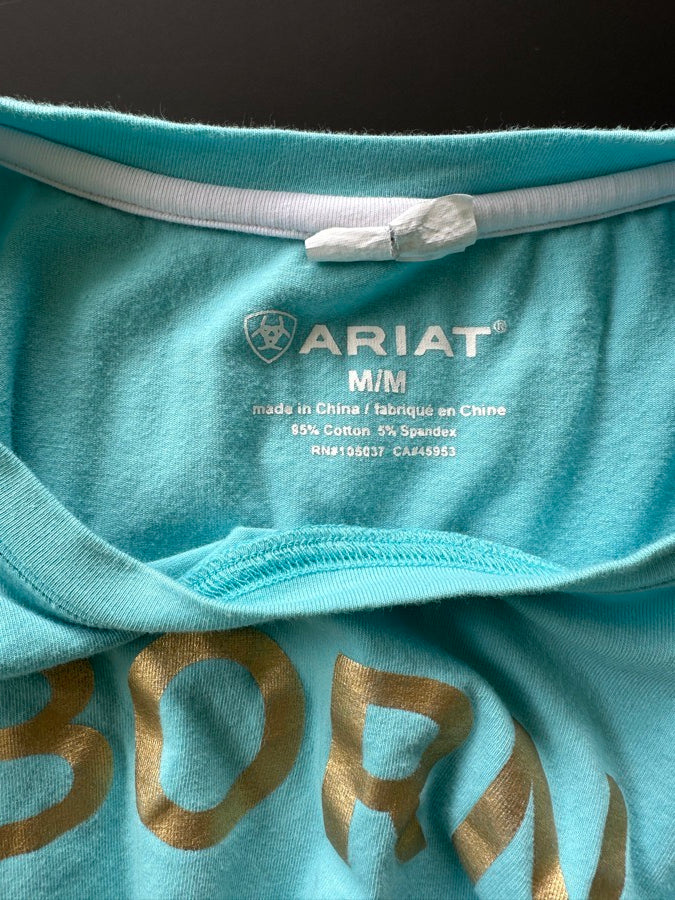 ARIAT®
M/M
made in China / fabriqué en Chine
95% Cotton 5% Spandex
RN#105037 CA#45953
BORN